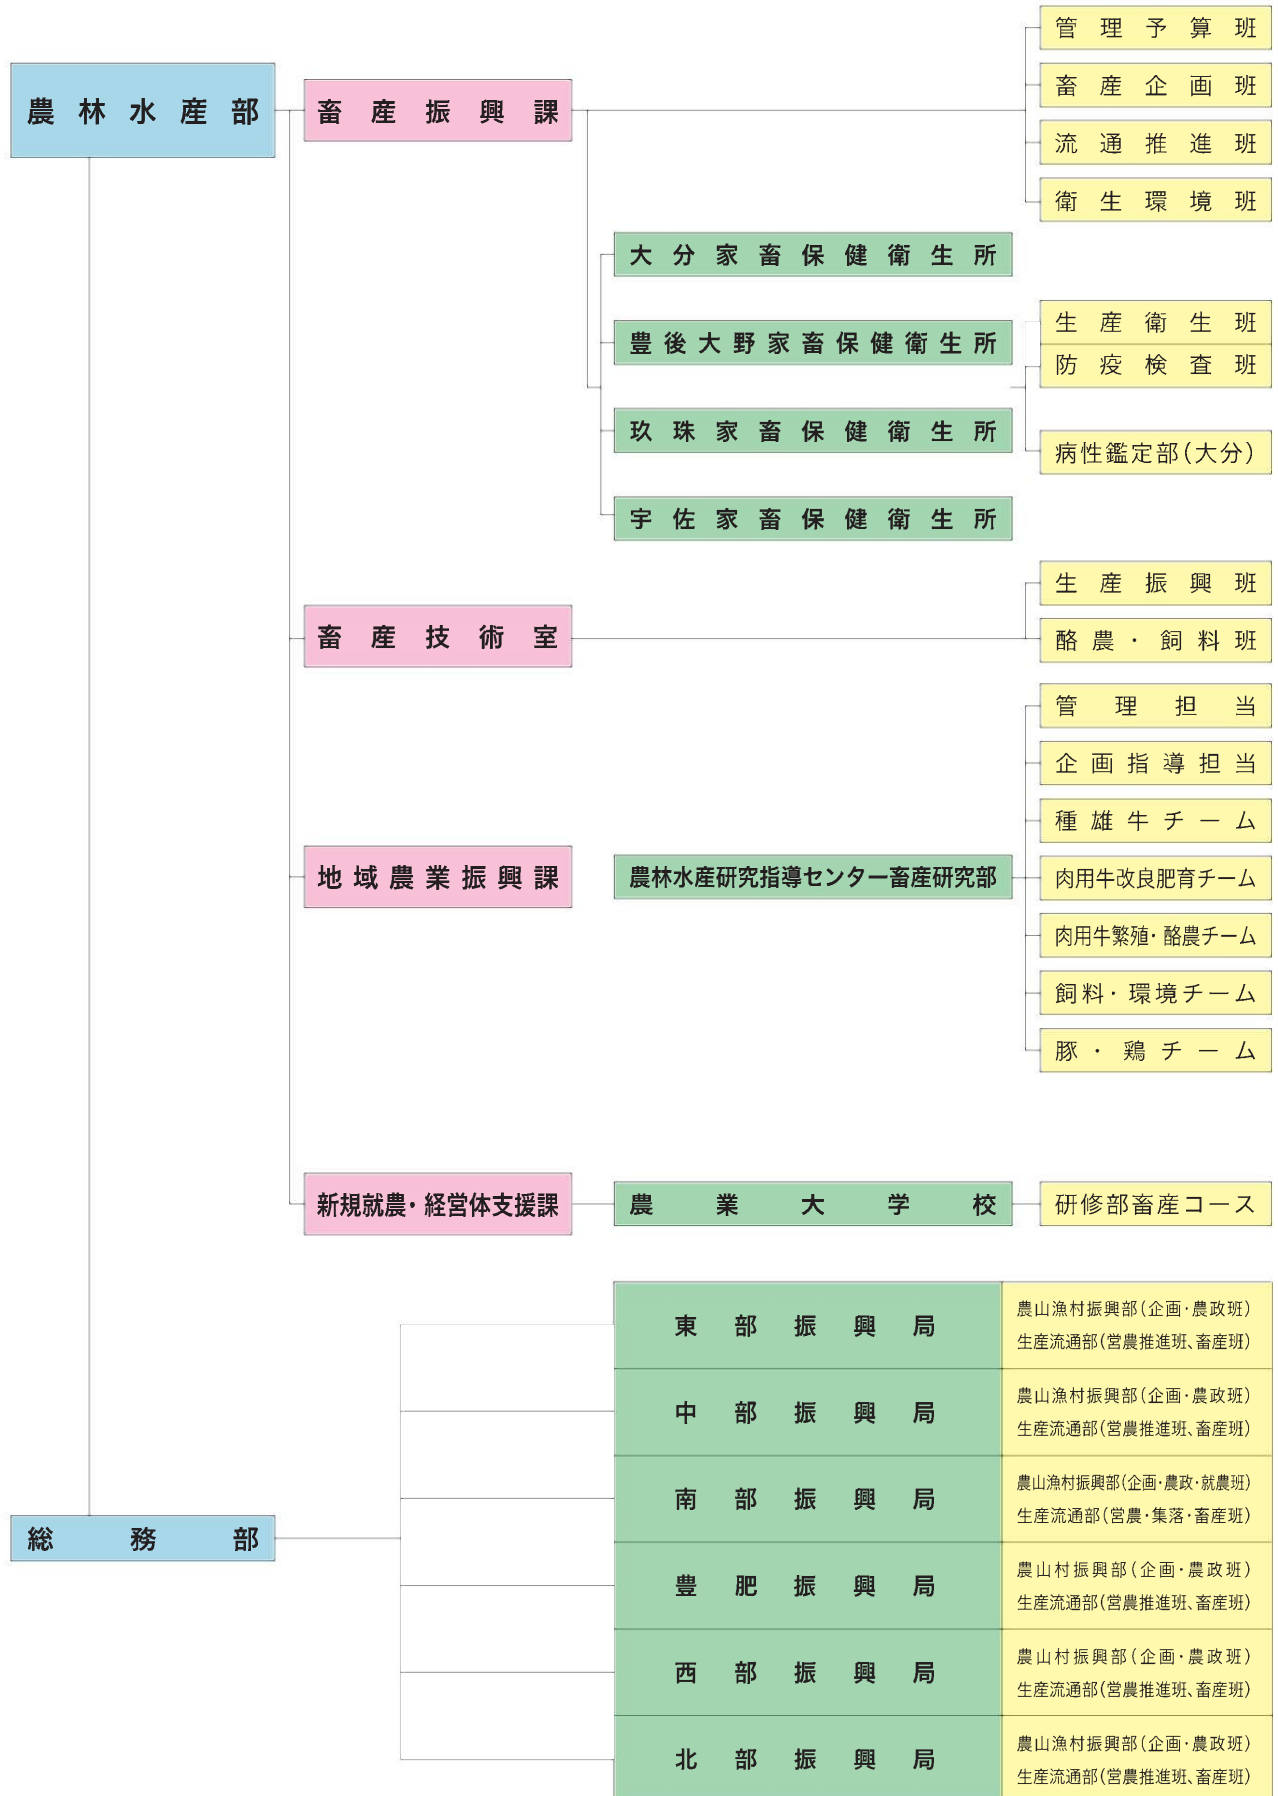 農林水産部
畜産振興課
管理予算班
畜産企画班
流通推進班
衛生環境班
大分家畜保健衛生所
豊後大野家畜保健衛生所
玖珠家畜保健衛生所
宇佐家畜保健衛生所
生産衛生班
防疫検査班
病性鑑定部(大分)
畜産技術室
生産振興班
酪農・飼料班
地域農業振興課
農林水産研究指導センター畜産研究部
管理担当
企画指導担当
種雄牛チーム
肉用牛改良肥育チーム
肉用牛繁殖・酪農チーム
飼料・環境チーム
豚・鶏チーム
新規就農・経営体支援課
農業大学校
研修部畜産コース
総務部
東部振興局
農山漁村振興部(企画・農政班)
生産流通部(営農推進班、畜産班)
中部振興局
農山漁村振興部(企画・農政班)
生産流通部(営農推進班、畜産班)
南部振興局
農山漁村振興部(企画・農政・就農班)
生産流通部(営農・集落・畜産班)
豊肥振興局
農山村振興部(企画・農政班)
生産流通部(営農推進班、畜産班)
西部振興局
農山村振興部(企画・農政班)
生産流通部(営農推進班、畜産班)
北部振興局
農山漁村振興部(企画・農政班)
生産流通部(営農推進班、畜産班)